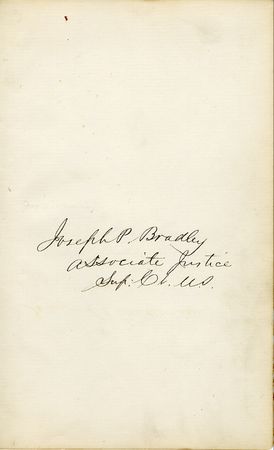 Joseph P. Bradley
Associate Justice
Sup: Ct. U.S.